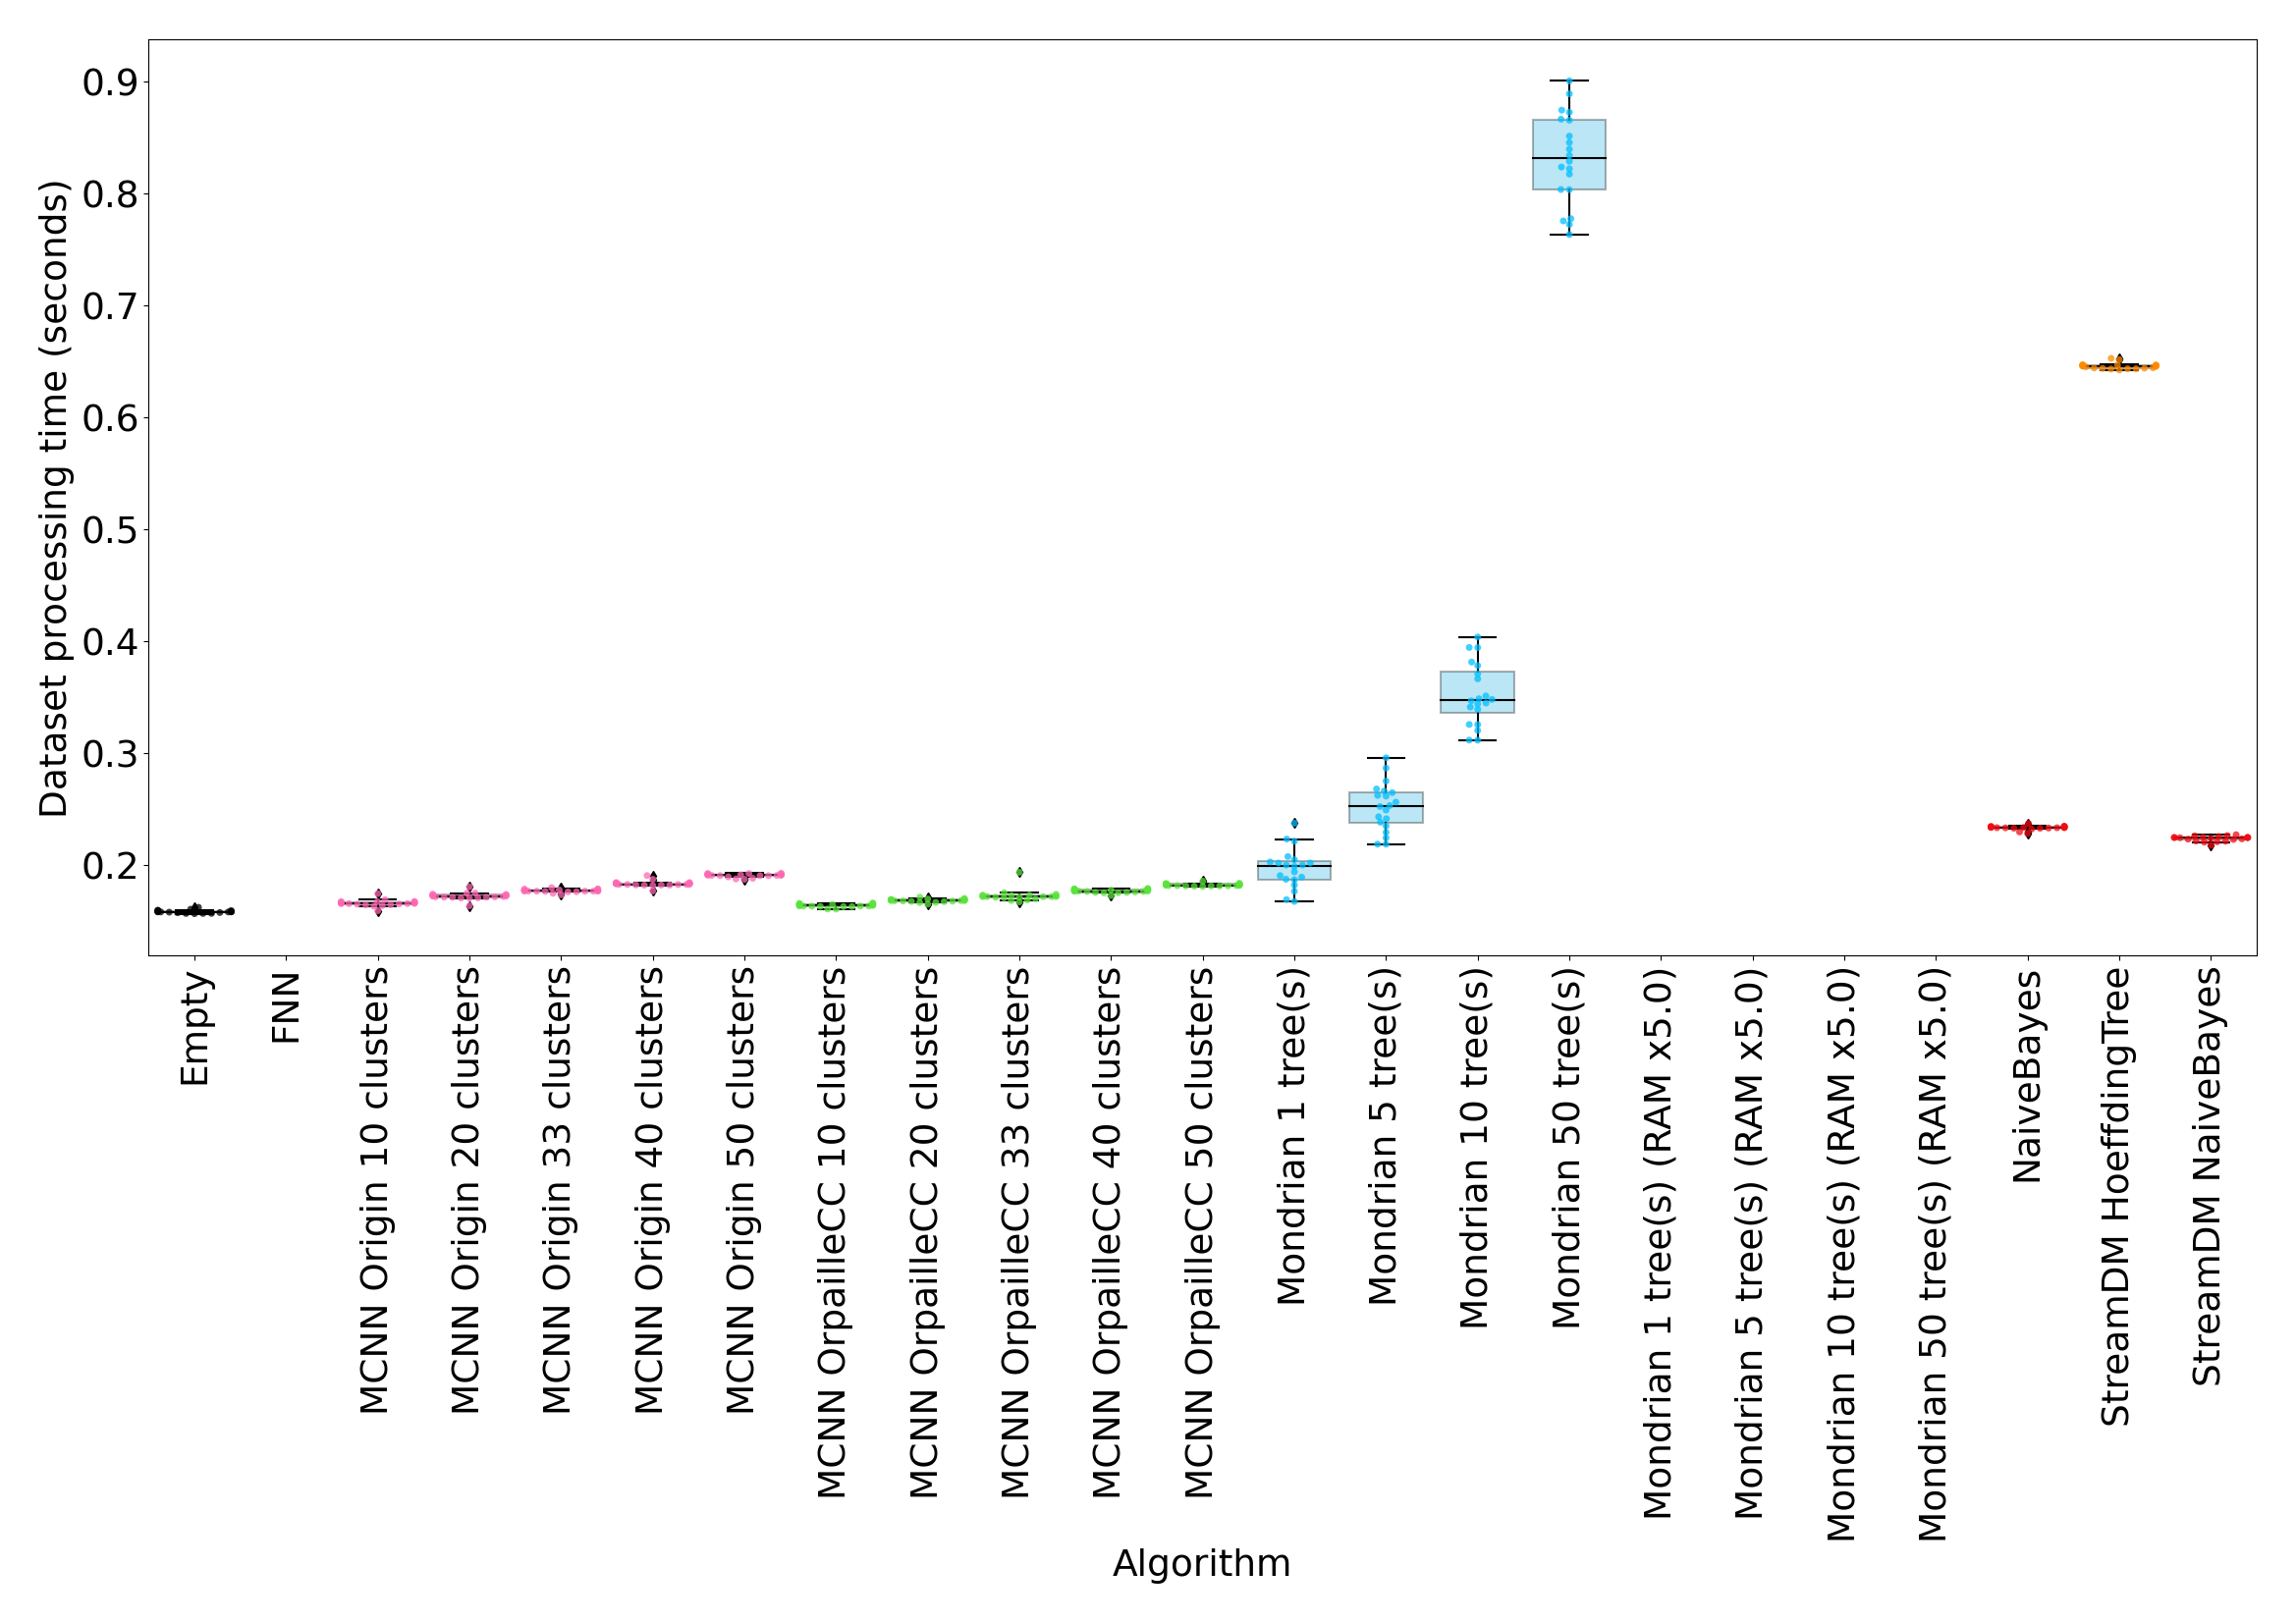 Dataset processing time (seconds)
0.9
0.8
0.7
0.6
0.5
0.4
0.3
0.2
Empty
FNN
MCNN Origin 10 clusters
MCNN Origin 20 clusters
MCNN Origin 33 clusters
MCNN Origin 40 clusters
MCNN Origin 50 clusters
MCNN OrpailleCC 10 clusters
MCNN OrpailleCC 20 clusters
MCNN OrpailleCC 33 clusters
MCNN OrpailleCC 40 clusters
MCNN OrpailleCC 50 clusters
Mondrian 1 tree(s)
Mondrian 5 tree(s)
Mondrian 10 tree(s)
Mondrian 50 tree(s)
Mondrian 1 tree(s) (RAM x5.0)
Mondrian 5 tree(s) (RAM x5.0)
Mondrian 10 tree(s) (RAM x5.0)
Mondrian 50 tree(s) (RAM x5.0)
NaiveBayes
StreamDM HoeffdingTree
StreamDM NaiveBayes
Algorithm